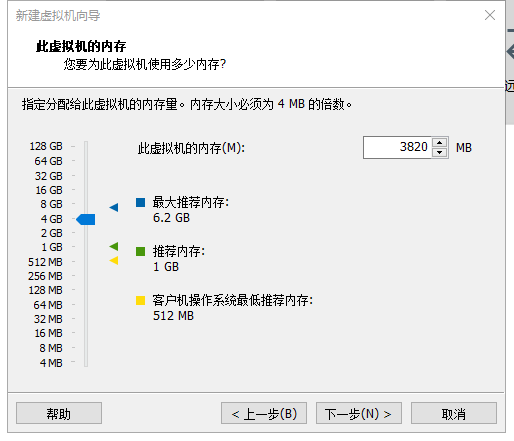 新建虚拟机向导
此虚拟机的内存
您要为此虚拟机使用多少内存?
远
指定分配给此虚拟机的内存量。内存大小必须为 4 MB 的倍数。
128 GB
64 GB
32 GB
16 GB
8 GB
4 GB
2 GB
1 GB
512 MB
256 MB
128 MB
64 MB
32 MB
16 MB
8 MB
4 MB
此虚拟机的内存(M):
3820 MB
最大推荐内存:
6.2 GB
推荐内存:
1 GB
客户机操作系统最低推荐内存:
512 MB
帮助
< 上一步(B)
下一步(N) >
取消